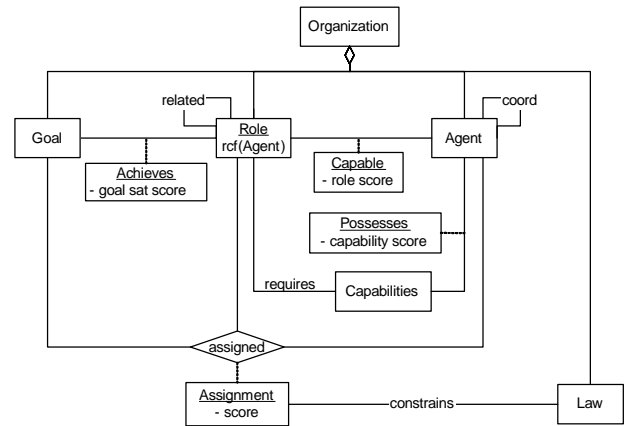 Organization
related
coord
Goal
Role
rcf(Agent)
Agent
Achieves
- goal sat score
Capable
- role score
Possesses
- capability score
requires
Capabilities
assigned
Assignment
- score
constrains
Law